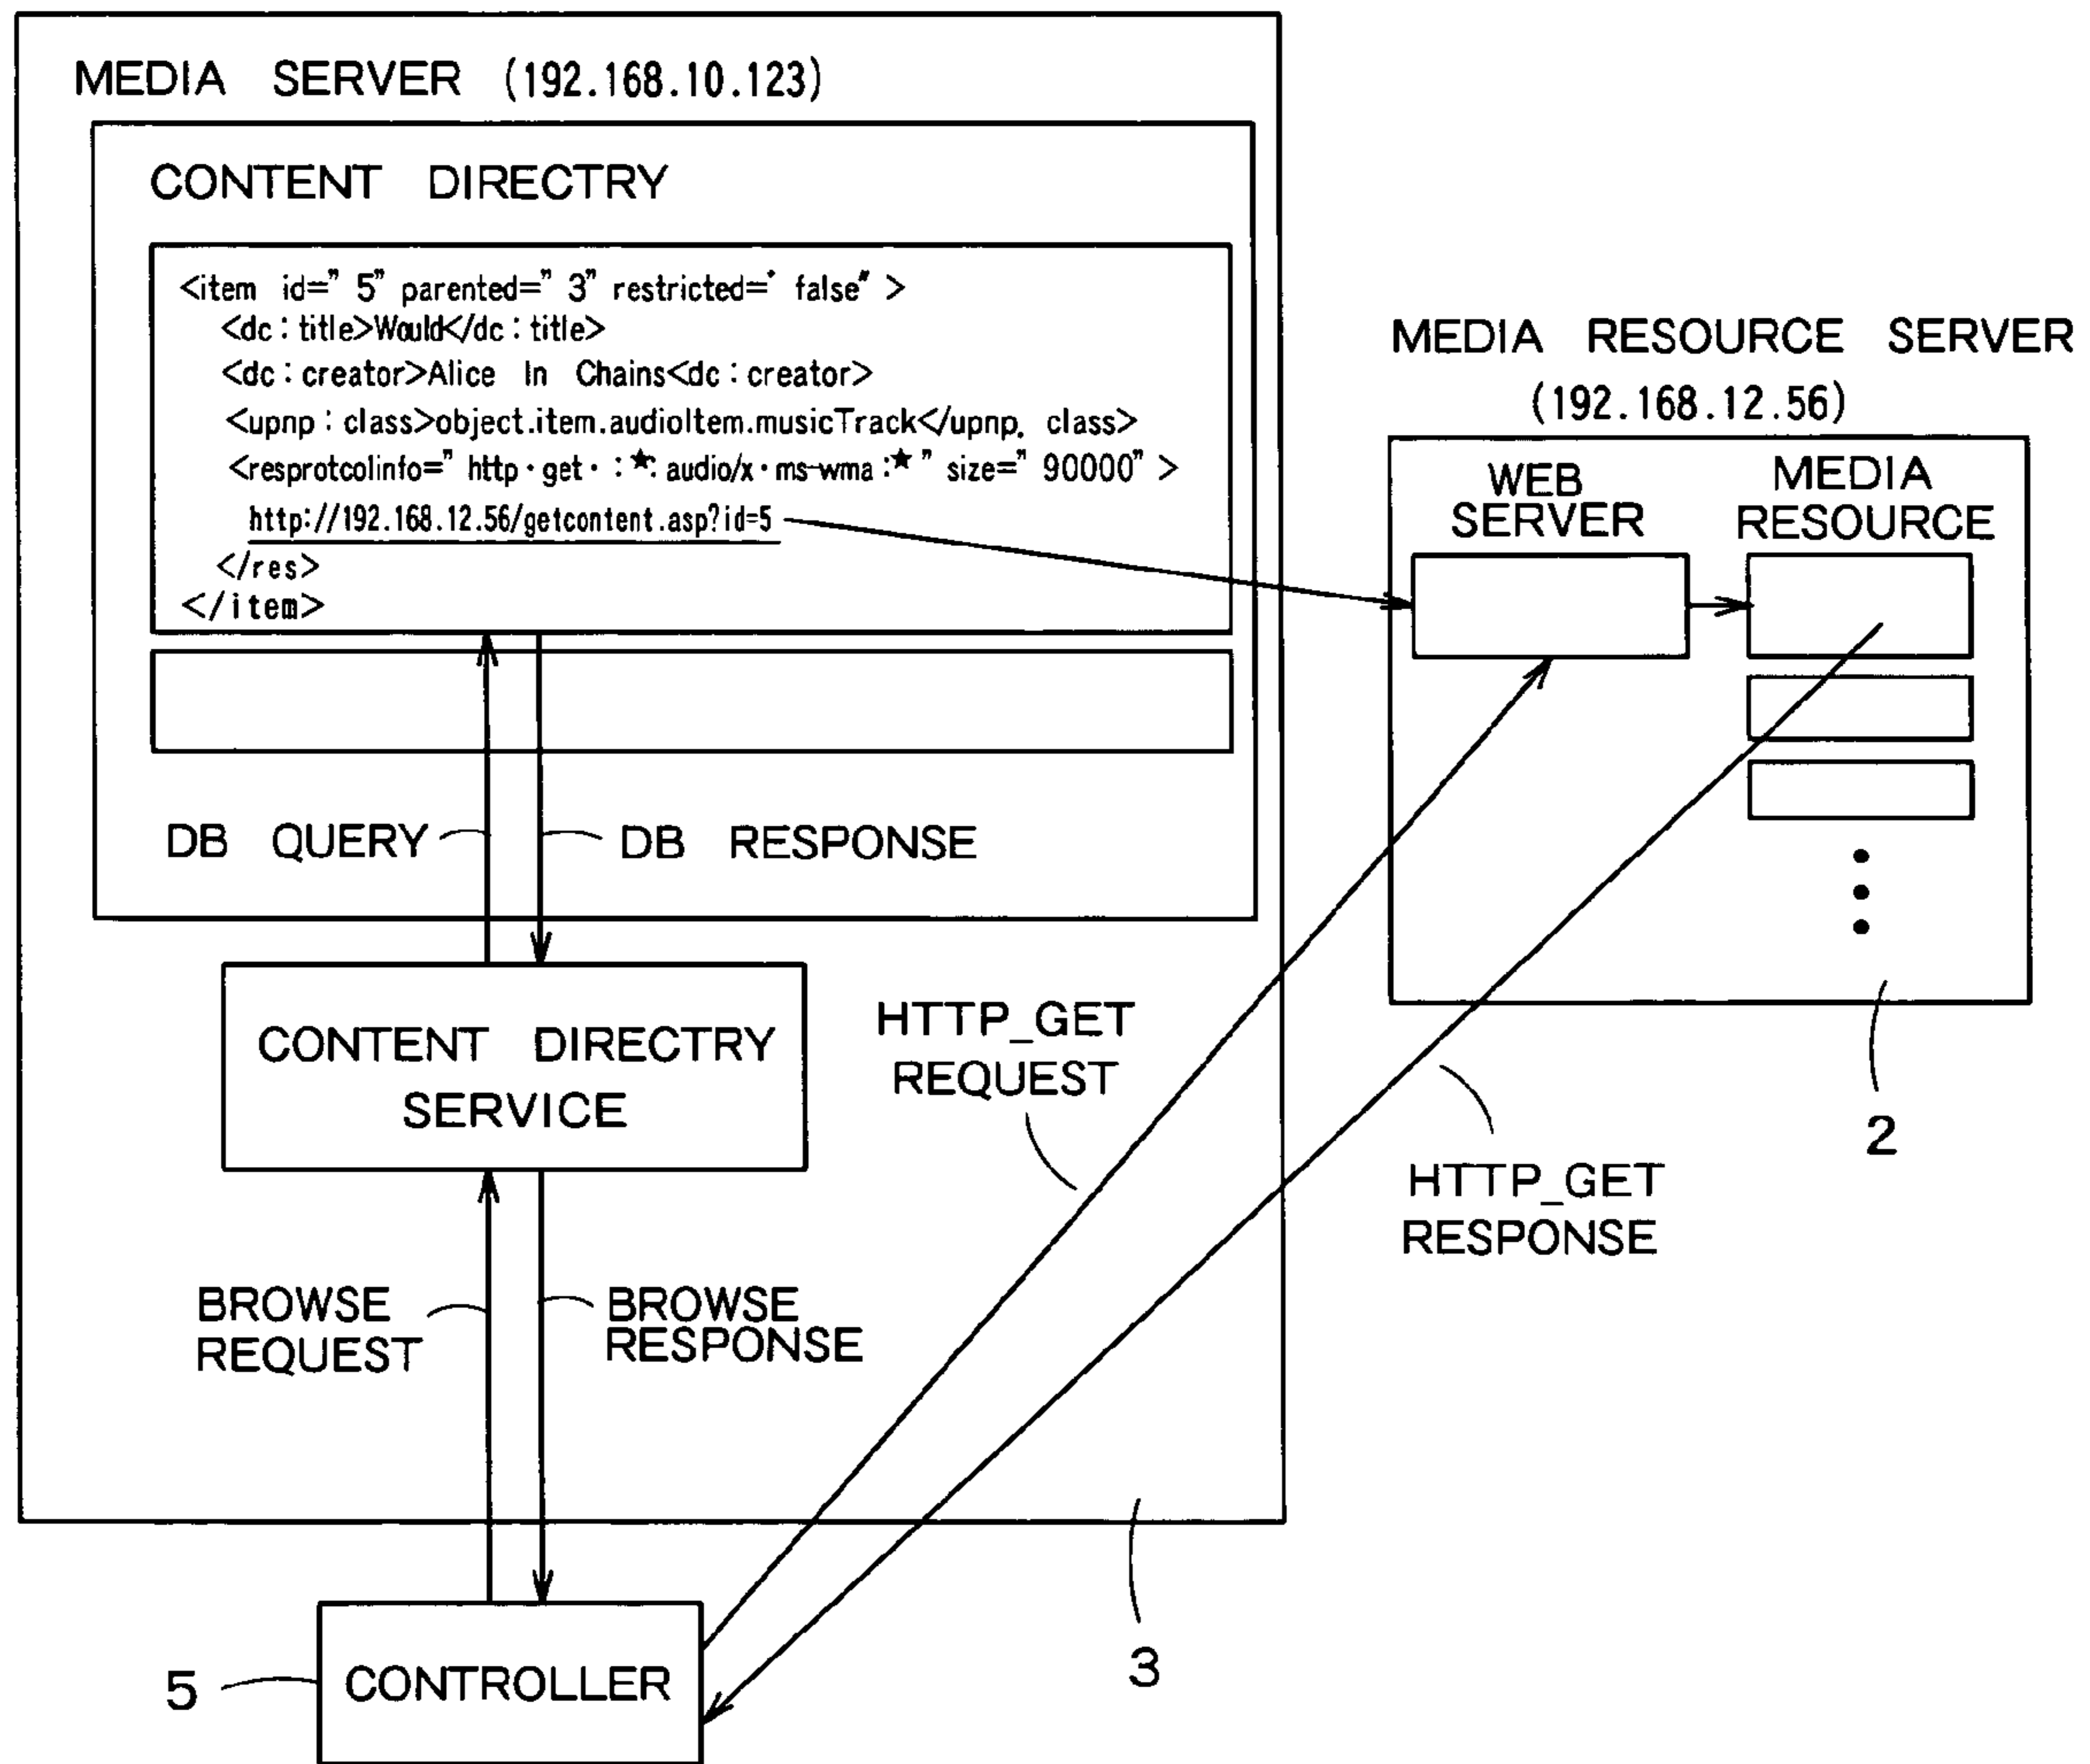 MEDIA SERVER (192.168.10.123)
CONTENT DIRECTRY
<item id=" 5" parented=" 3" restricted=" false" >
<dc : title>Would</dc : title>
<dc : creator>Alice In Chains<dc : creator>
<upnp : class>object.item.audioItem.musicTrack</upnp. class>
<resprotcolinfo=" http・get・ :★: audio/x・ms-wma :★ " size=" 90000" >
http://192.168.12.56/getcontent.asp?id=5
</res>
</item>
DB QUERY
DB RESPONSE
CONTENT DIRECTRY
SERVICE
BROWSE
REQUEST
BROWSE
RESPONSE
5
CONTROLLER
3
HTTP_GET
REQUEST
HTTP_GET
RESPONSE
MEDIA RESOURCE SERVER
(192.168.12.56)
WEB
SERVER
MEDIA
RESOURCE
2